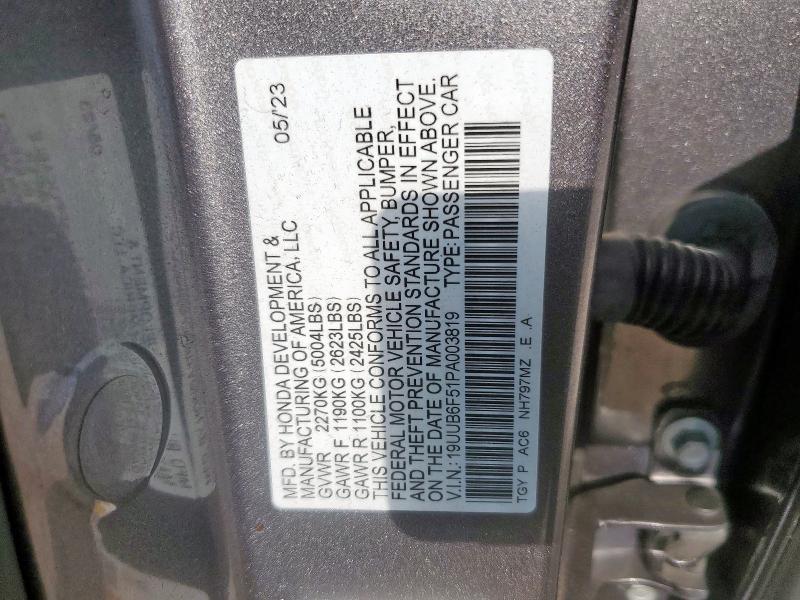 MFD. BY HONDA DEVELOPMENT & 05/'23
MANUFACTURING OF AMERICA, LLC
GVWR 2270KG (5004LBS)
GAWR F 1190KG (2623LBS)
GAWR R 1100KG (2425LBS)
THIS VEHICLE CONFORMS TO ALL APPLICABLE
FEDERAL MOTOR VEHICLE SAFETY, BUMPER,
AND THEFT PREVENTION STANDARDS IN EFFECT
ON THE DATE OF MANUFACTURE SHOWN ABOVE.
V.I.N.: 19UUB6F51PA003819 TYPE: PASSENGER CAR
TGY P AC6 NH797MZ .E .A